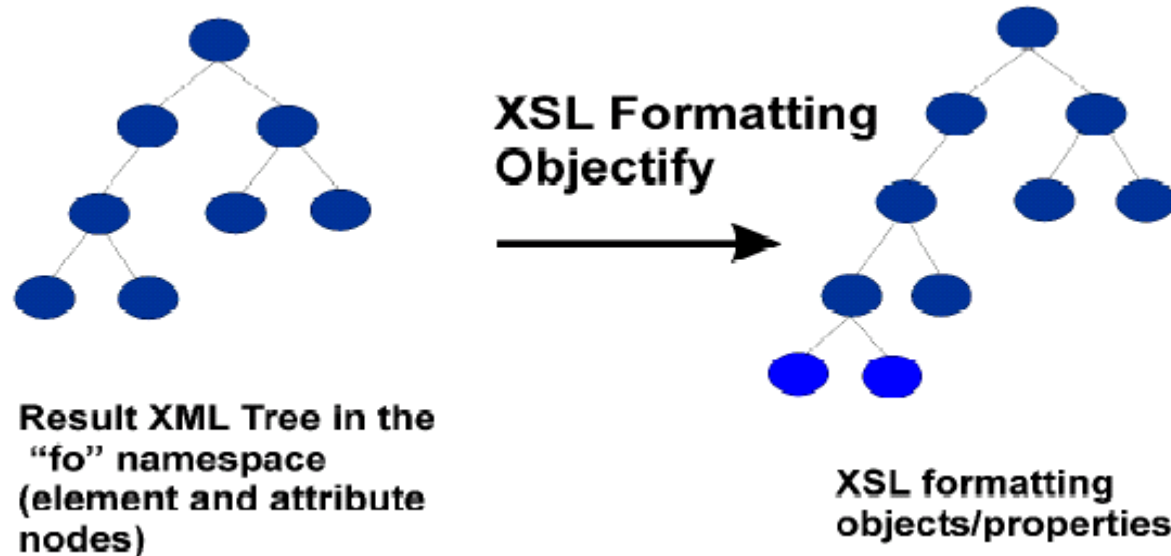 XSL Formatting
Objectify
Result XML Tree in the
“fo” namespace
(element and attribute
nodes)
XSL formatting
objects/properties